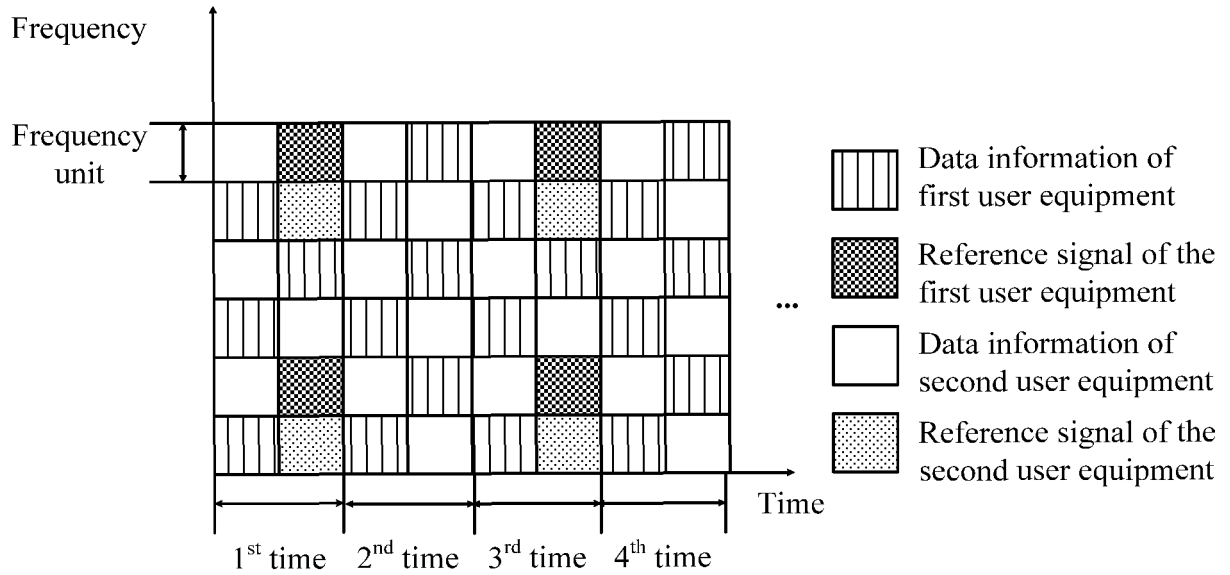 Frequency
Frequency
unit
Data information of
first user equipment
Reference signal of the
first user equipment
...
Data information of
second user equipment
Reference signal of the
second user equipment
Time
1st time
2nd time
3rd time
4th time